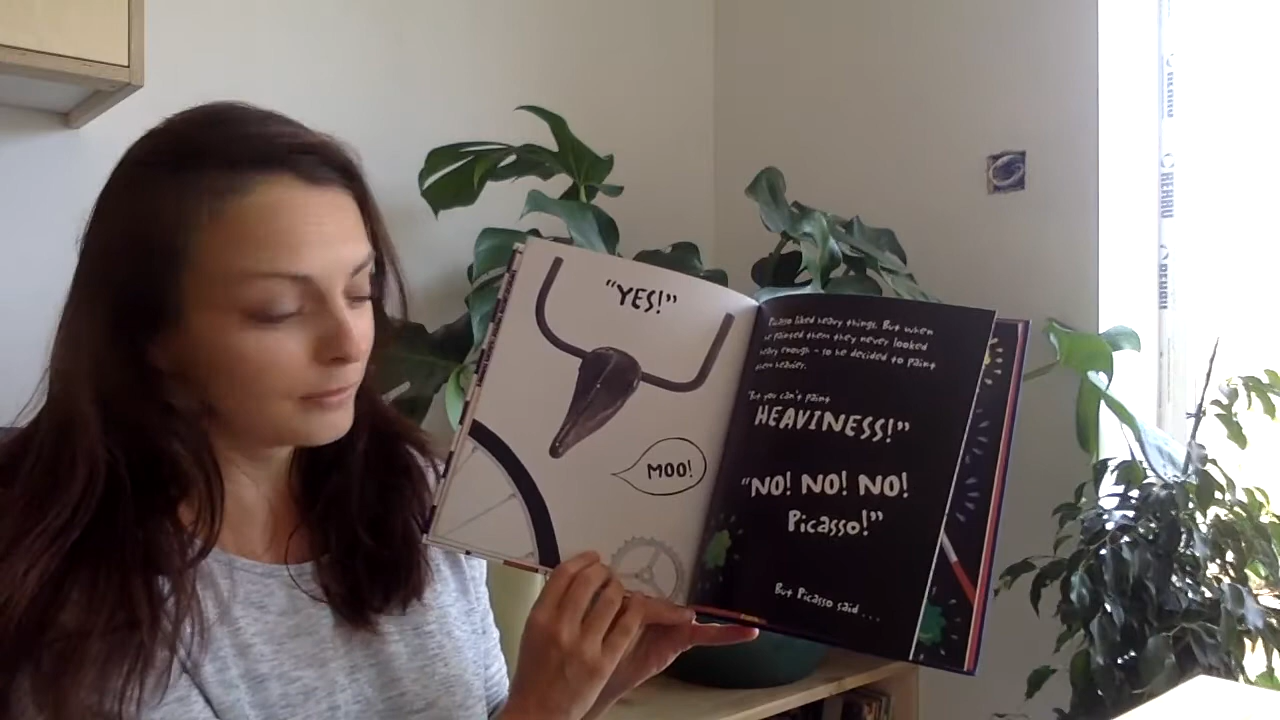 "YES!"
MOO!
Picasso liked heavy things. But when
he painted them they never looked
heavy enough – so he decided to paint
them heavier.
"But you can't paint
HEAVINESS!"
"NO! NO! NO!
Picasso!"
But Picasso said . . .